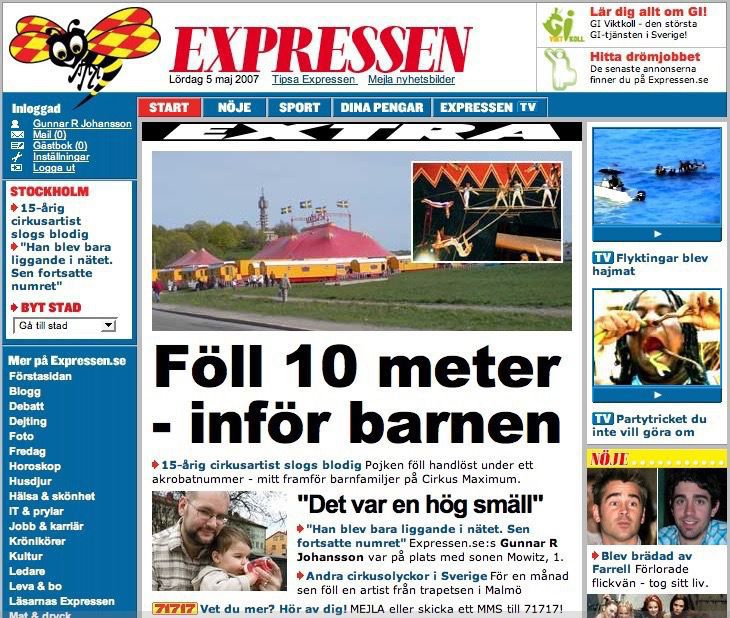 EXPRESSEN
Lördag 5 maj 2007 Tipsa Expressen Mejla nyhetsbilder
GI VIKTKOLL
Lär dig allt om GI!
GI Viktkoll - den största
GI-tjänsten i Sverige!
Hitta drömjobbet
De senaste annonserna
finner du på Expressen.se
START NÖJE SPORT DINA PENGAR EXPRESSEN TV
Inloggad
Gunnar R Johansson
Mail (0)
Gästbok (0)
Inställningar
Logga ut
STOCKHOLM
15-årig
cirkusartist
slogs blodig
"Han blev bara
liggande i nätet.
Sen fortsatte
numret"
BYT STAD
Gå till stad
Mer på Expressen.se
Förstasidan
Blogg
Debatt
Dejting
Foto
Fredag
Horoskop
Husdjur
Hälsa & skönhet
IT & prylar
Jobb & karriär
Krönikörer
Kultur
Ledare
Leva & bo
Läsarnas Expressen
Mat & dryck
EXTRA
Föll 10 meter
- inför barnen
15-årig cirkusartist slogs blodig Pojken föll handlöst under ett
akrobatnummer - mitt framför barnfamiljer på Cirkus Maximum.
"Det var en hög smäll"
"Han blev bara liggande i nätet. Sen
fortsatte numret" Expressen.se:s Gunnar R
Johansson var på plats med sonen Mowitz, 1.
Andra cirkusolyckor i Sverige För en månad
sen föll en artist från trapetsen i Malmö
71717 Vet du mer? Hör av dig! MEJLA eller skicka ett MMS till 71717!
TV Flyktingar blev
hajmat
TV Partytricket du
inte vill göra om
NÖJE
Blev brädad av
Farrell Förlorade
flickvän - tog sitt liv.